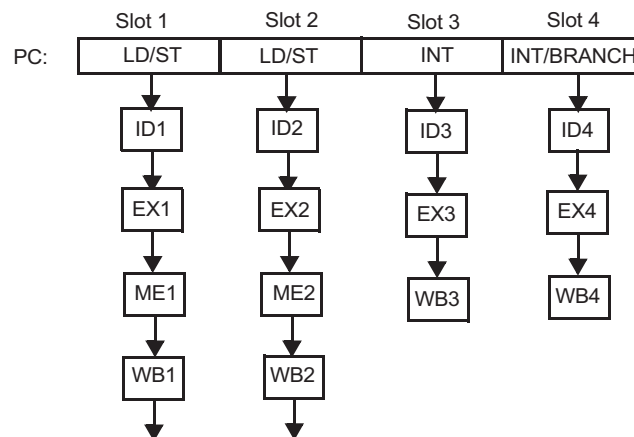 Slot 1 Slot 2 Slot 3 Slot 4
PC: LD/ST LD/ST INT INT/BRANCH
ID1 ID2 ID3 ID4
EX1 EX2 EX3 EX4
ME1 ME2 WB3 WB4
WB1 WB2